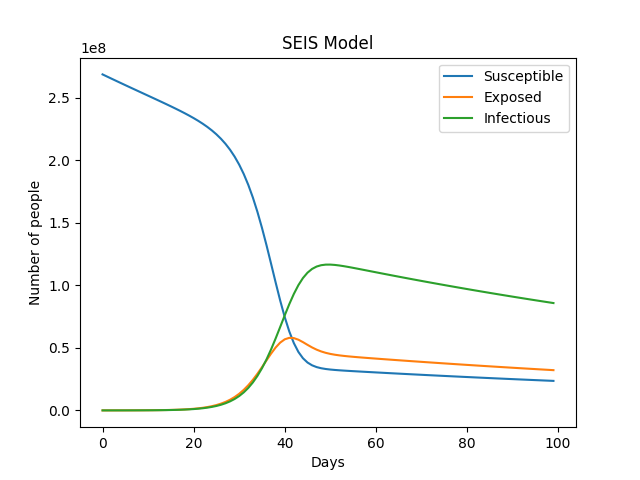 SEIS Model
1e8
Susceptible
Exposed
Infectious
2.5
2.0
1.5
1.0
0.5
0.0
Number of people
0 20 40 60 80 100
Days